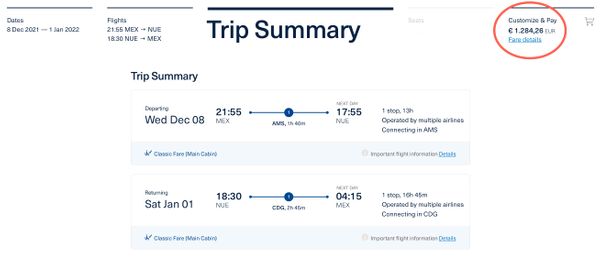 Dates
8 Dec 2021 — 1 Jan 2022
Flights
21:55 MEX → NUE
18:30 NUE → MEX
Trip Summary
Seats
Customize & Pay
€ 1.284,26 EUR
Fare details
Trip Summary
Departing
Wed Dec 08
21:55
MEX
1
AMS, 1h 40m
NEXT DAY
17:55
NUE
1 stop, 13h
Operated by multiple airlines
Connecting in AMS
Classic Fare (Main Cabin)
Important flight information Details
Returning
Sat Jan 01
18:30
NUE
1
CDG, 2h 45m
NEXT DAY
04:15
MEX
1 stop, 16h 45m
Operated by multiple airlines
Connecting in CDG
Classic Fare (Main Cabin)
Important flight information Details